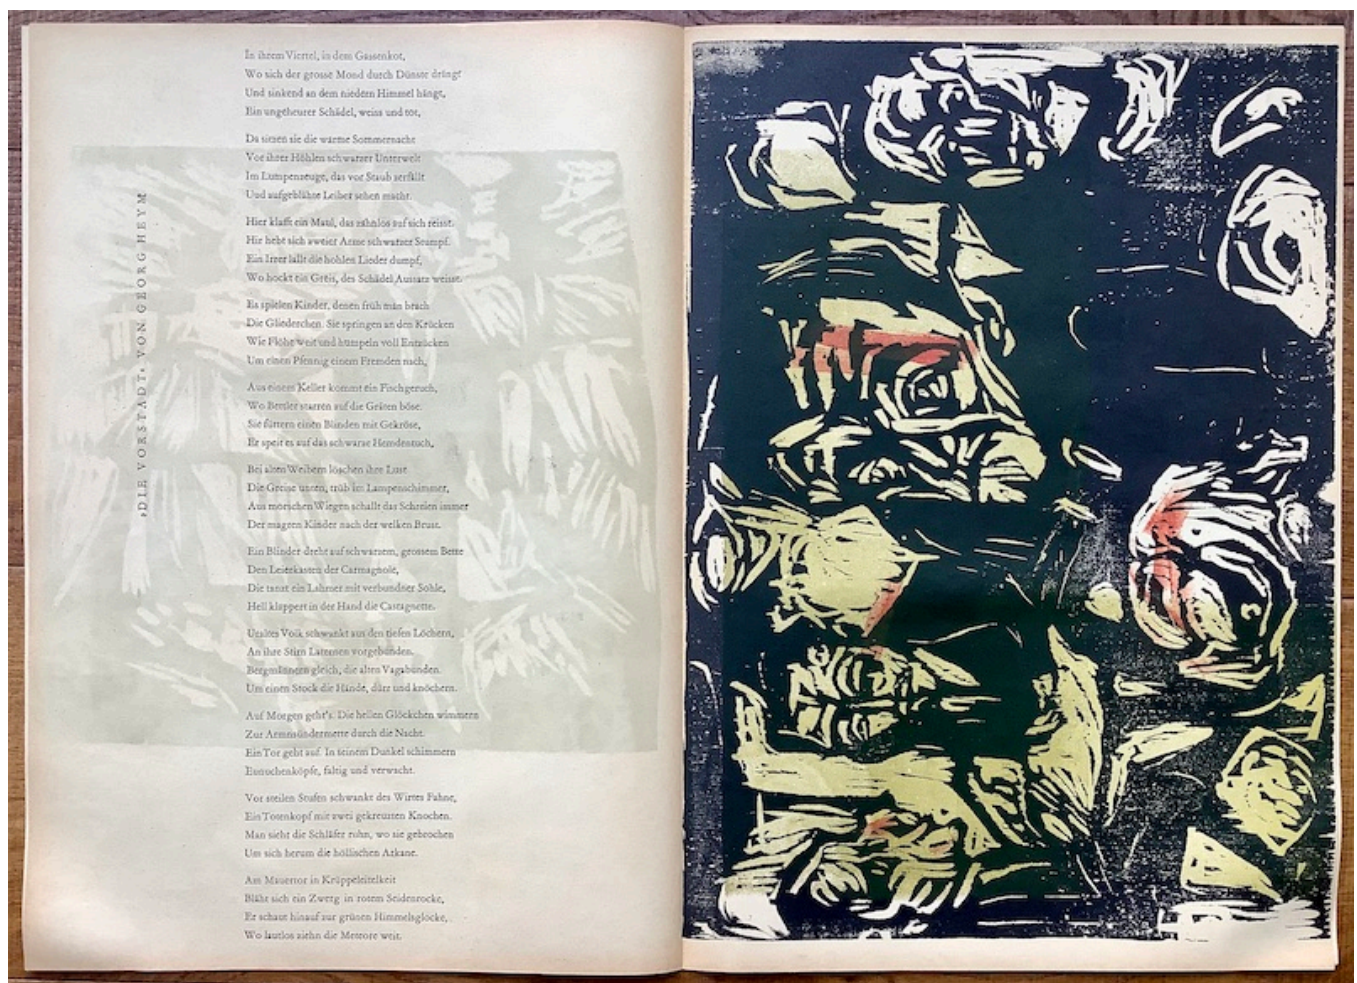 »DIE VORSTADT« VON GEORG HEYM
In ihrem Viertel, in dem Gassenkot,
Wo sich der grosse Mond durch Dünste drängt
Und sinkend an dem niedern Himmel hängt,
Ein ungeheurer Schädel, weiss und tot,
Da sitzen sie die warme Sommernacht
Vor ihrer Höhlen schwarzer Unterwelt
Im Lumpenzeuge, das vor Staub zerfällt
Und aufgeblähte Leiber sehen macht.
Hier klafft ein Maul, das zahnlos auf sich reisst.
Hir hebt sich zweier Arme schwarzer Stumpf.
Ein Irrer lallt die hohlen Lieder dumpf,
Wo hockt ein Greis, des Schädel Aussatz weisst.
Es spielen Kinder, denen früh man brach
Die Gliederchen. Sie springen an den Krücken
Wie Flöhe weit und humpeln voll Entzücken
Um einen Pfennig einem Fremden nach,
Aus einem Keller kommt ein Fischgeruch,
Wo Bettler starren auf die Gräten böse.
Sie füttern einen Blinden mit Gekröse,
Er speit es auf das schwarze Hemdentuch,
Bei alten Weibern löschen ihre Lust
Die Greise unten, trüb im Lampenschimmer,
Aus morschen Wiegen schallt das Schreien immer
Der magren Kinder nach der welken Brust.
Ein Blinder dreht auf schwarzem, grossem Bette
Den Leierkasten der Carmagnole,
Die tanzt ein Lahmer mit verbundner Sohle,
Hell klappert in der Hand die Castagnette.
Uraltes Volk schwankt aus den tiefen Löchern,
An ihre Stirn Laternen vorgebunden.
Bergmännern gleich, die alten Vagabunden.
Um einen Stock die Hände, dürr und knöchern.
Auf Morgen geht's. Die hellen Glöckchen wimmern
Zur Armnsündermette durch die Nacht.
Ein Tor geht auf. In seinem Dunkel schimmern
Eunuchenköpfe, faltig und verwacht.
Vor steilen Stufen schwankt des Wirtes Fahne,
Ein Totenkopf mit zwei gekreuzten Knochen.
Man sieht die Schläfer ruhn, wo sie gebrochen
Um sich herum die höllischen Arkane.
Am Mauertor in Krüppeleitelkeit
Bläht sich ein Zwerg in rotem Seidenrocke,
Er schaut hinauf zur grünen Himmelsglocke,
Wo lautlos ziehn die Meteore weit.